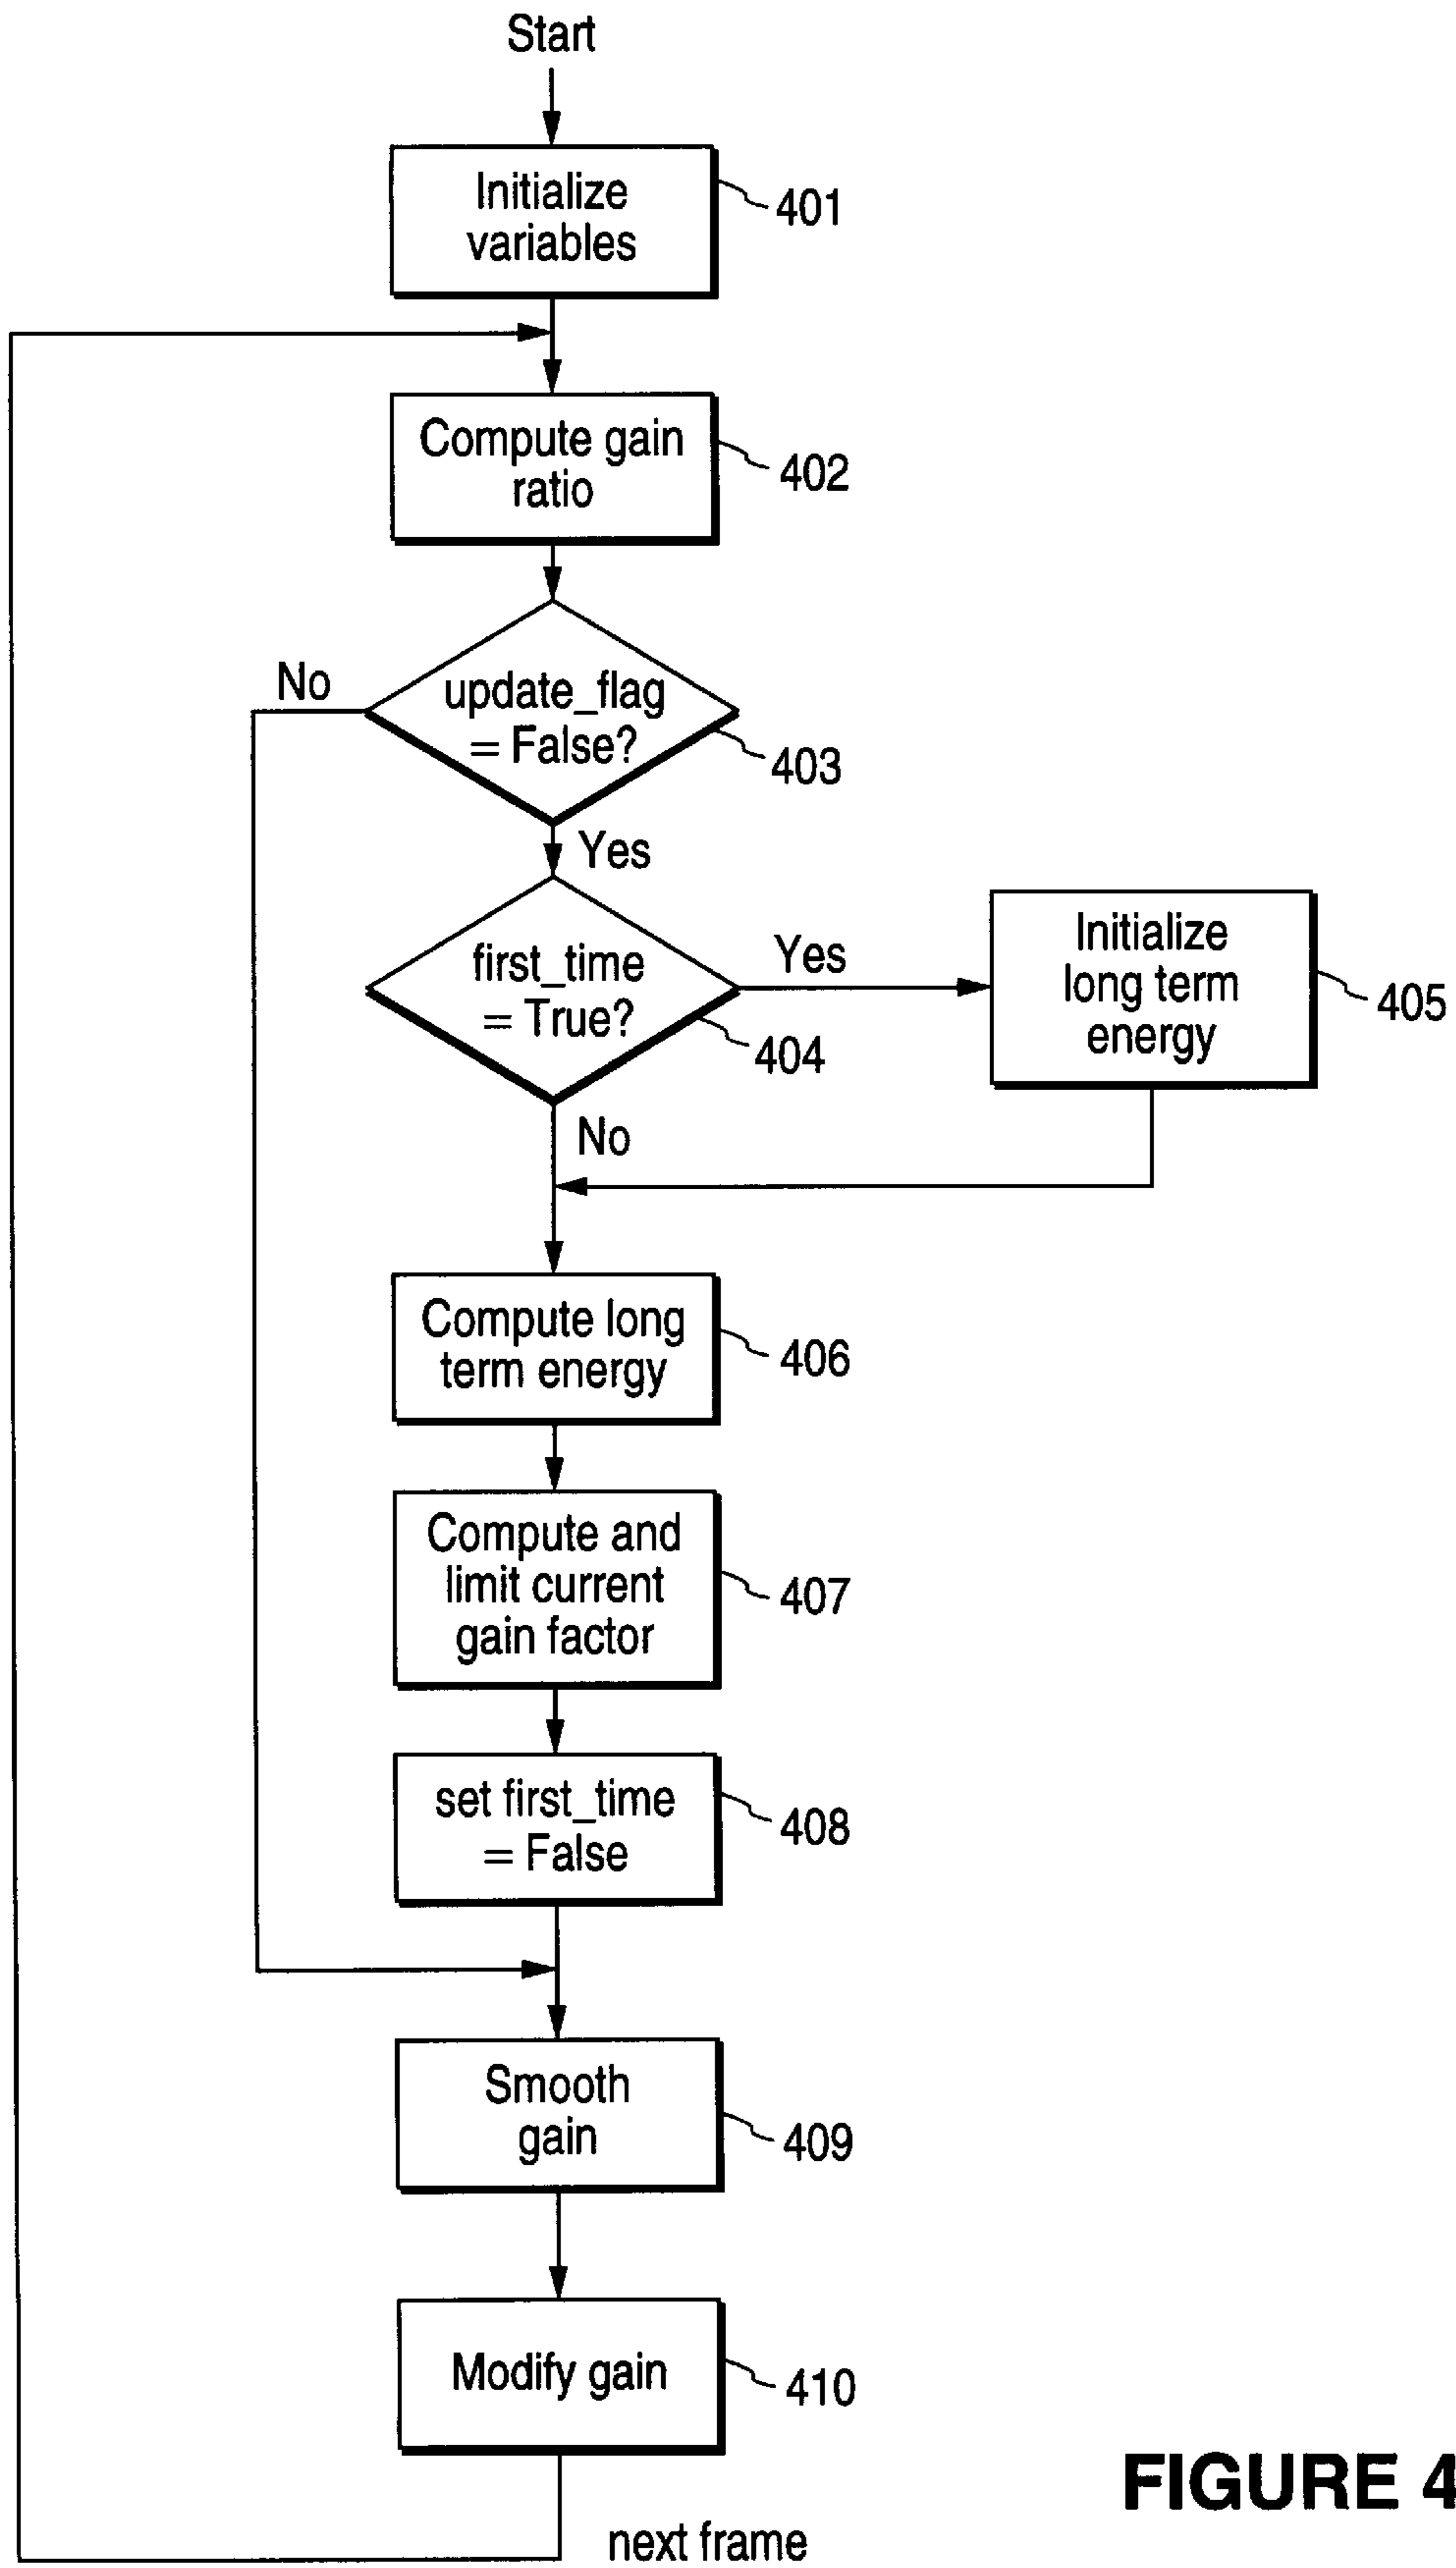 Start
Initialize
variables
401
Compute gain
ratio
402
No
update_flag
= False?
403
Yes
first_time
= True?
404
Yes
Initialize
long term
energy
405
No
Compute long
term energy
406
Compute and
limit current
gain factor
407
set first_time
= False
408
Smooth
gain
409
Modify gain
410
next frame
FIGURE 4